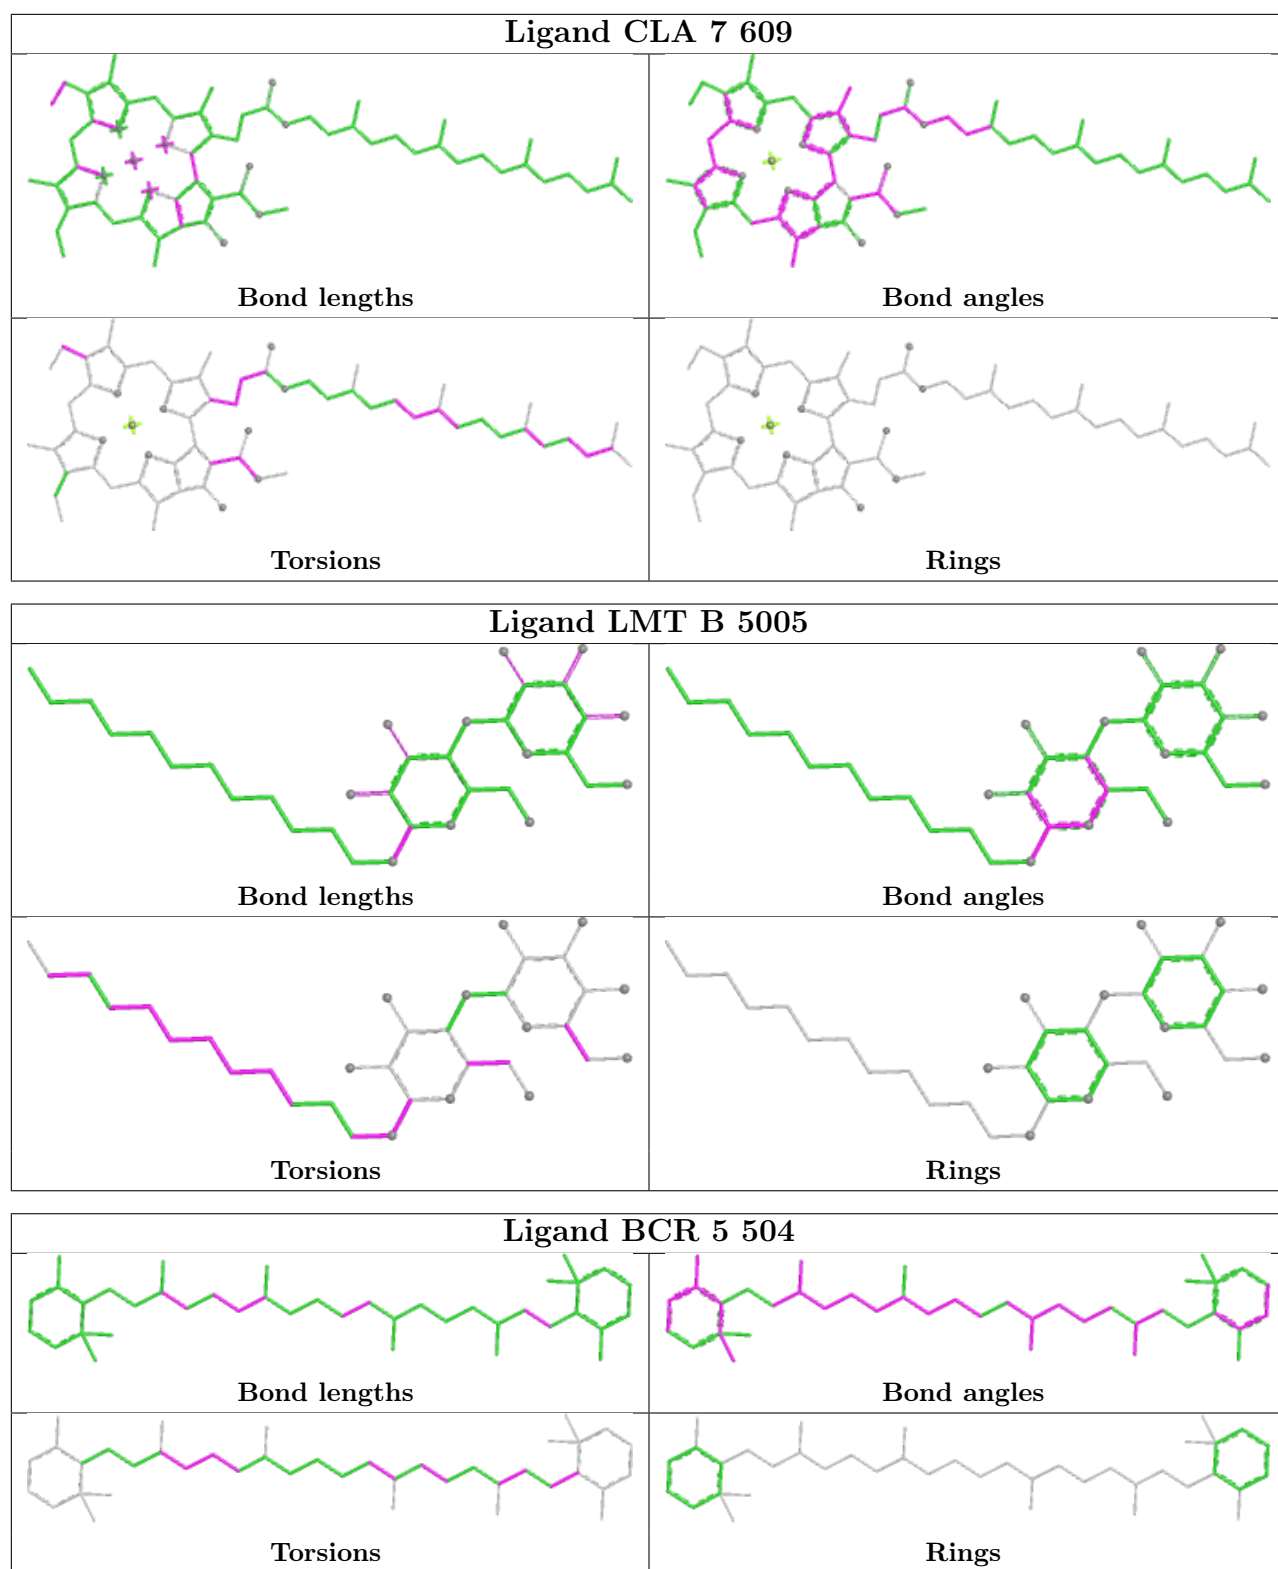 Ligand CLA 7 609
Bond lengths
Bond angles
Torsions
Rings
Ligand LMT B 5005
Bond lengths
Bond angles
Torsions
Rings
Ligand BCR 5 504
Bond lengths
Bond angles
Torsions
Rings